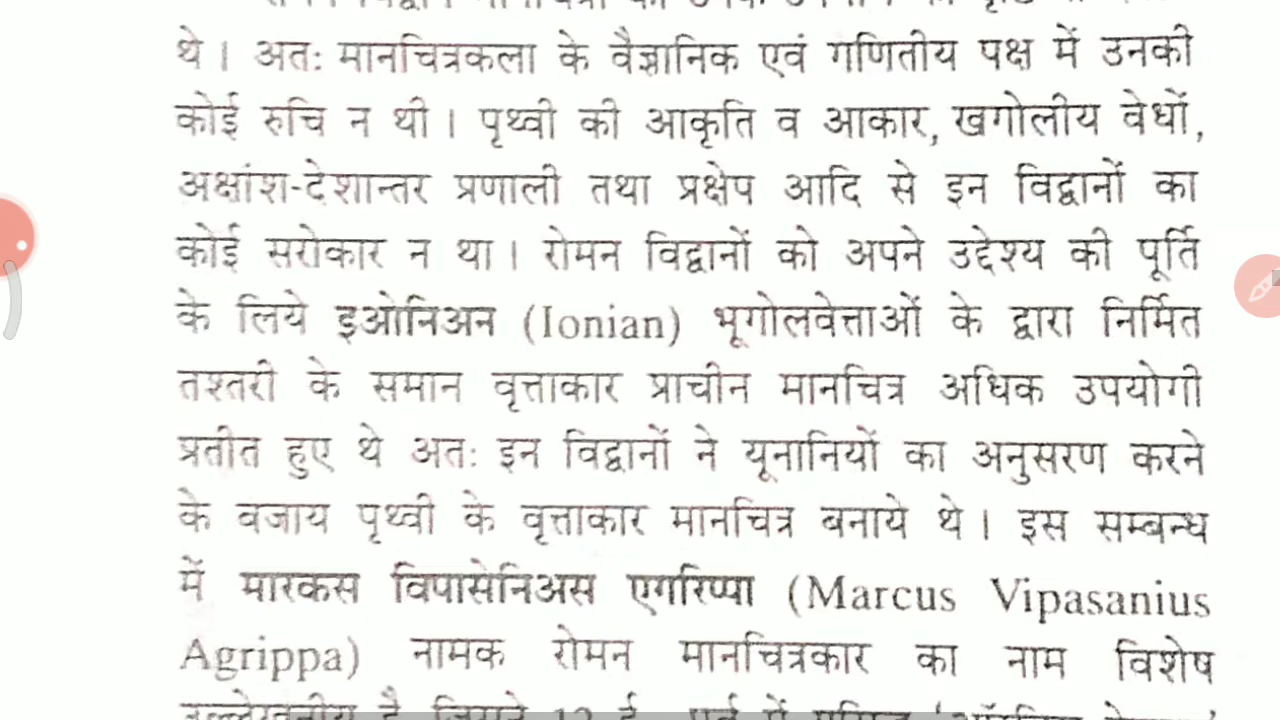 थे। अतः मानचित्रकला के वैज्ञानिक एवं गणितीय पक्ष में उनकी
कोई रुचि न थी। पृथ्वी की आकृति व आकार, खगोलीय वेधों,
अक्षांश-देशान्तर प्रणाली तथा प्रक्षेप आदि से इन विद्वानों का
कोई सरोकार न था। रोमन विद्वानों को अपने उद्देश्य की पूर्ति
के लिये इओनिअन (Ionian) भूगोलवेत्ताओं के द्वारा निर्मित
तश्तरी के समान वृत्ताकार प्राचीन मानचित्र अधिक उपयोगी
प्रतीत हुए थे अतः इन विद्वानों ने यूनानियों का अनुसरण करने
के वजाय पृथ्वी के वृत्ताकार मानचित्र बनाये थे। इस सम्बन्ध
में मारकस विपासेनिअस एगरिप्पा (Marcus Vipasanius
Agrippa) नामक रोमन मानचित्रकार का नाम विशेष